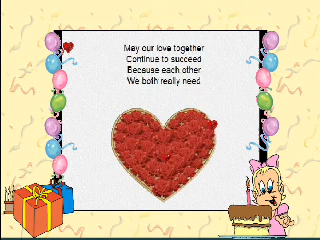 May our love together
Continue to succeed
Because each other
We both really need